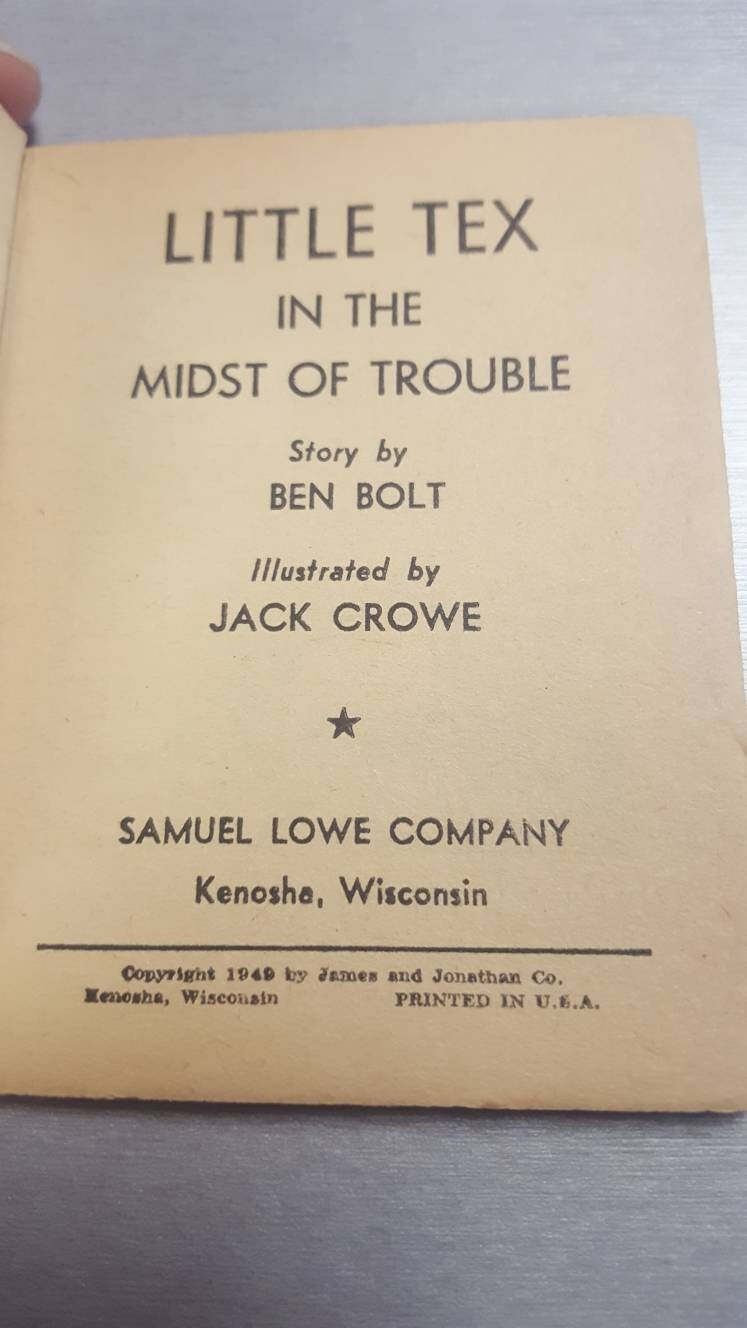 LITTLE TEX
IN THE
MIDST OF TROUBLE
Story by
BEN BOLT
Illustrated by
JACK CROWE
SAMUEL LOWE COMPANY
Kenosha, Wisconsin
Copyright 1949 by James and Jonathan Co.
Kenosha, Wisconsin PRINTED IN U.S.A.